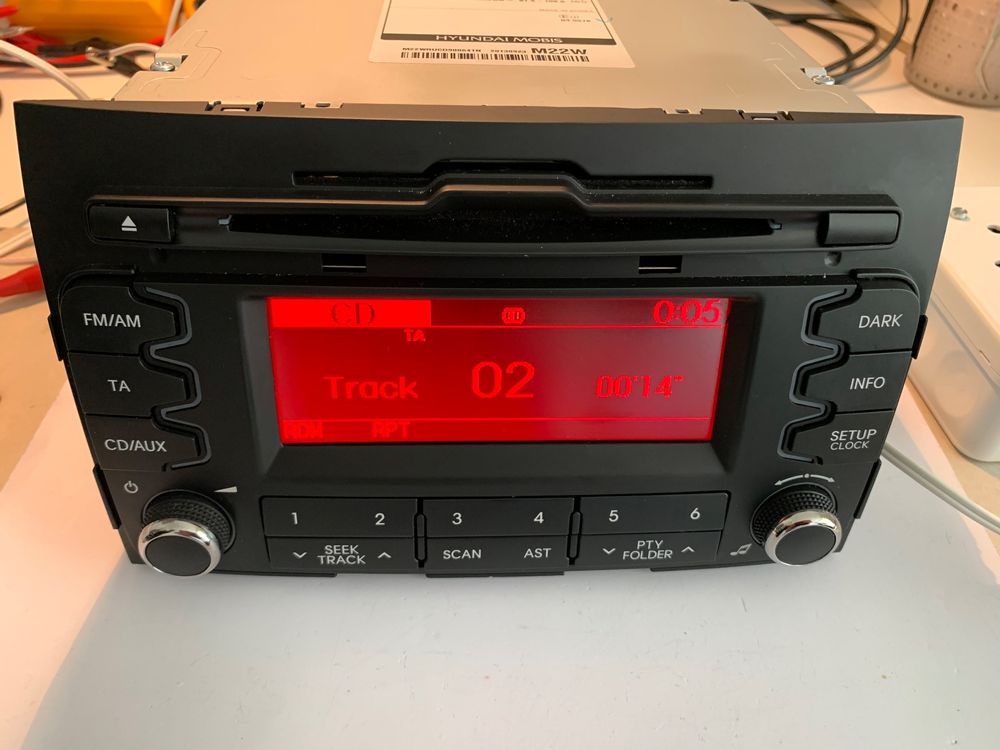 HYUNDAI MOBIS
M22W
FM/AM
TA
CD/AUX
CD
CD
0:05
TA
Track
02
00'14"
RDM
RPT
DARK
INFO
SETUP
CLOCK
1
2
3
4
5
6
SEEK
TRACK
SCAN
AST
PTY
FOLDER